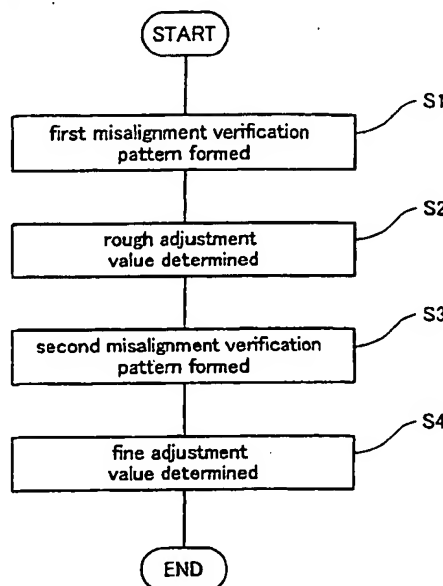 START
S1
first misalignment verification
pattern formed
S2
rough adjustment
value determined
S3
second misalignment verification
pattern formed
S4
fine adjustment
value determined
END